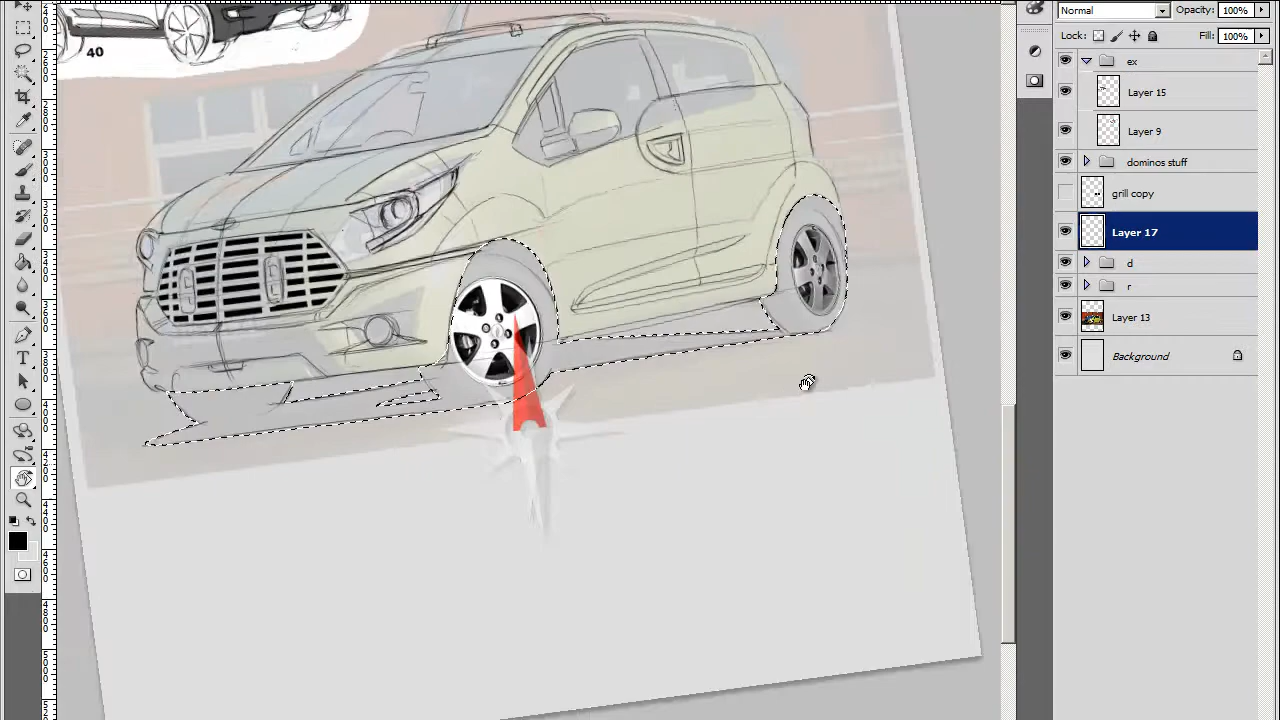 Normal Opacity: 100%
Lock: Fill: 100%
40
ex
Layer 15
Layer 9
dominos stuff
grill copy
Layer 17
d
r
Layer 13
Background
T